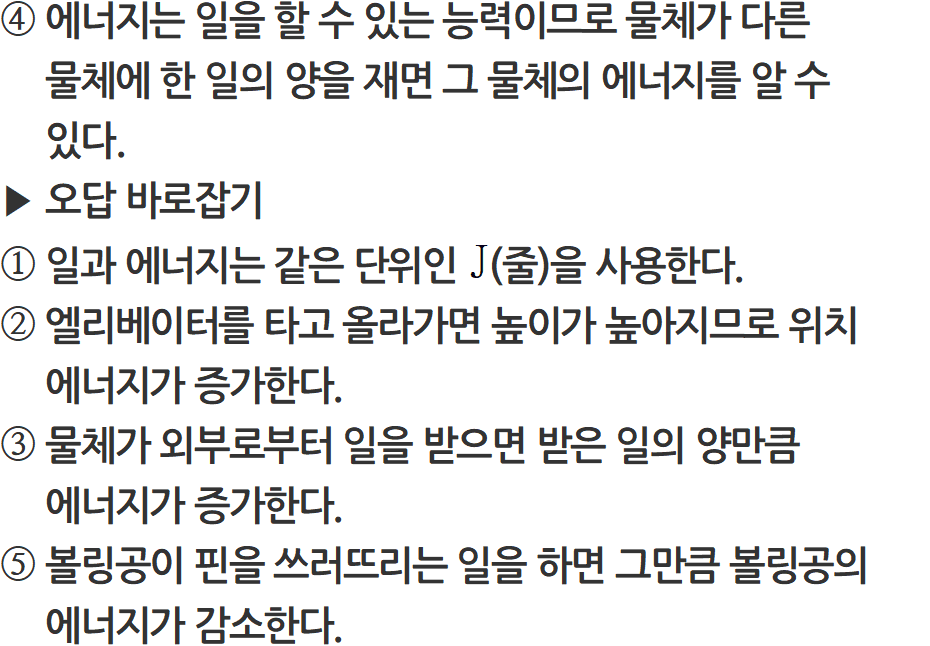 ④ 에너지는 일을 할 수 있는 능력이므로 물체가 다른
물체에 한 일의 양을 재면 그 물체의 에너지를 알 수
있다.
▶ 오답 바로잡기
① 일과 에너지는 같은 단위인 J(줄)을 사용한다.
② 엘리베이터를 타고 올라가면 높이가 높아지므로 위치
에너지가 증가한다.
③ 물체가 외부로부터 일을 받으면 받은 일의 양만큼
에너지가 증가한다.
⑤ 볼링공이 핀을 쓰러뜨리는 일을 하면 그만큼 볼링공의
에너지가 감소한다.